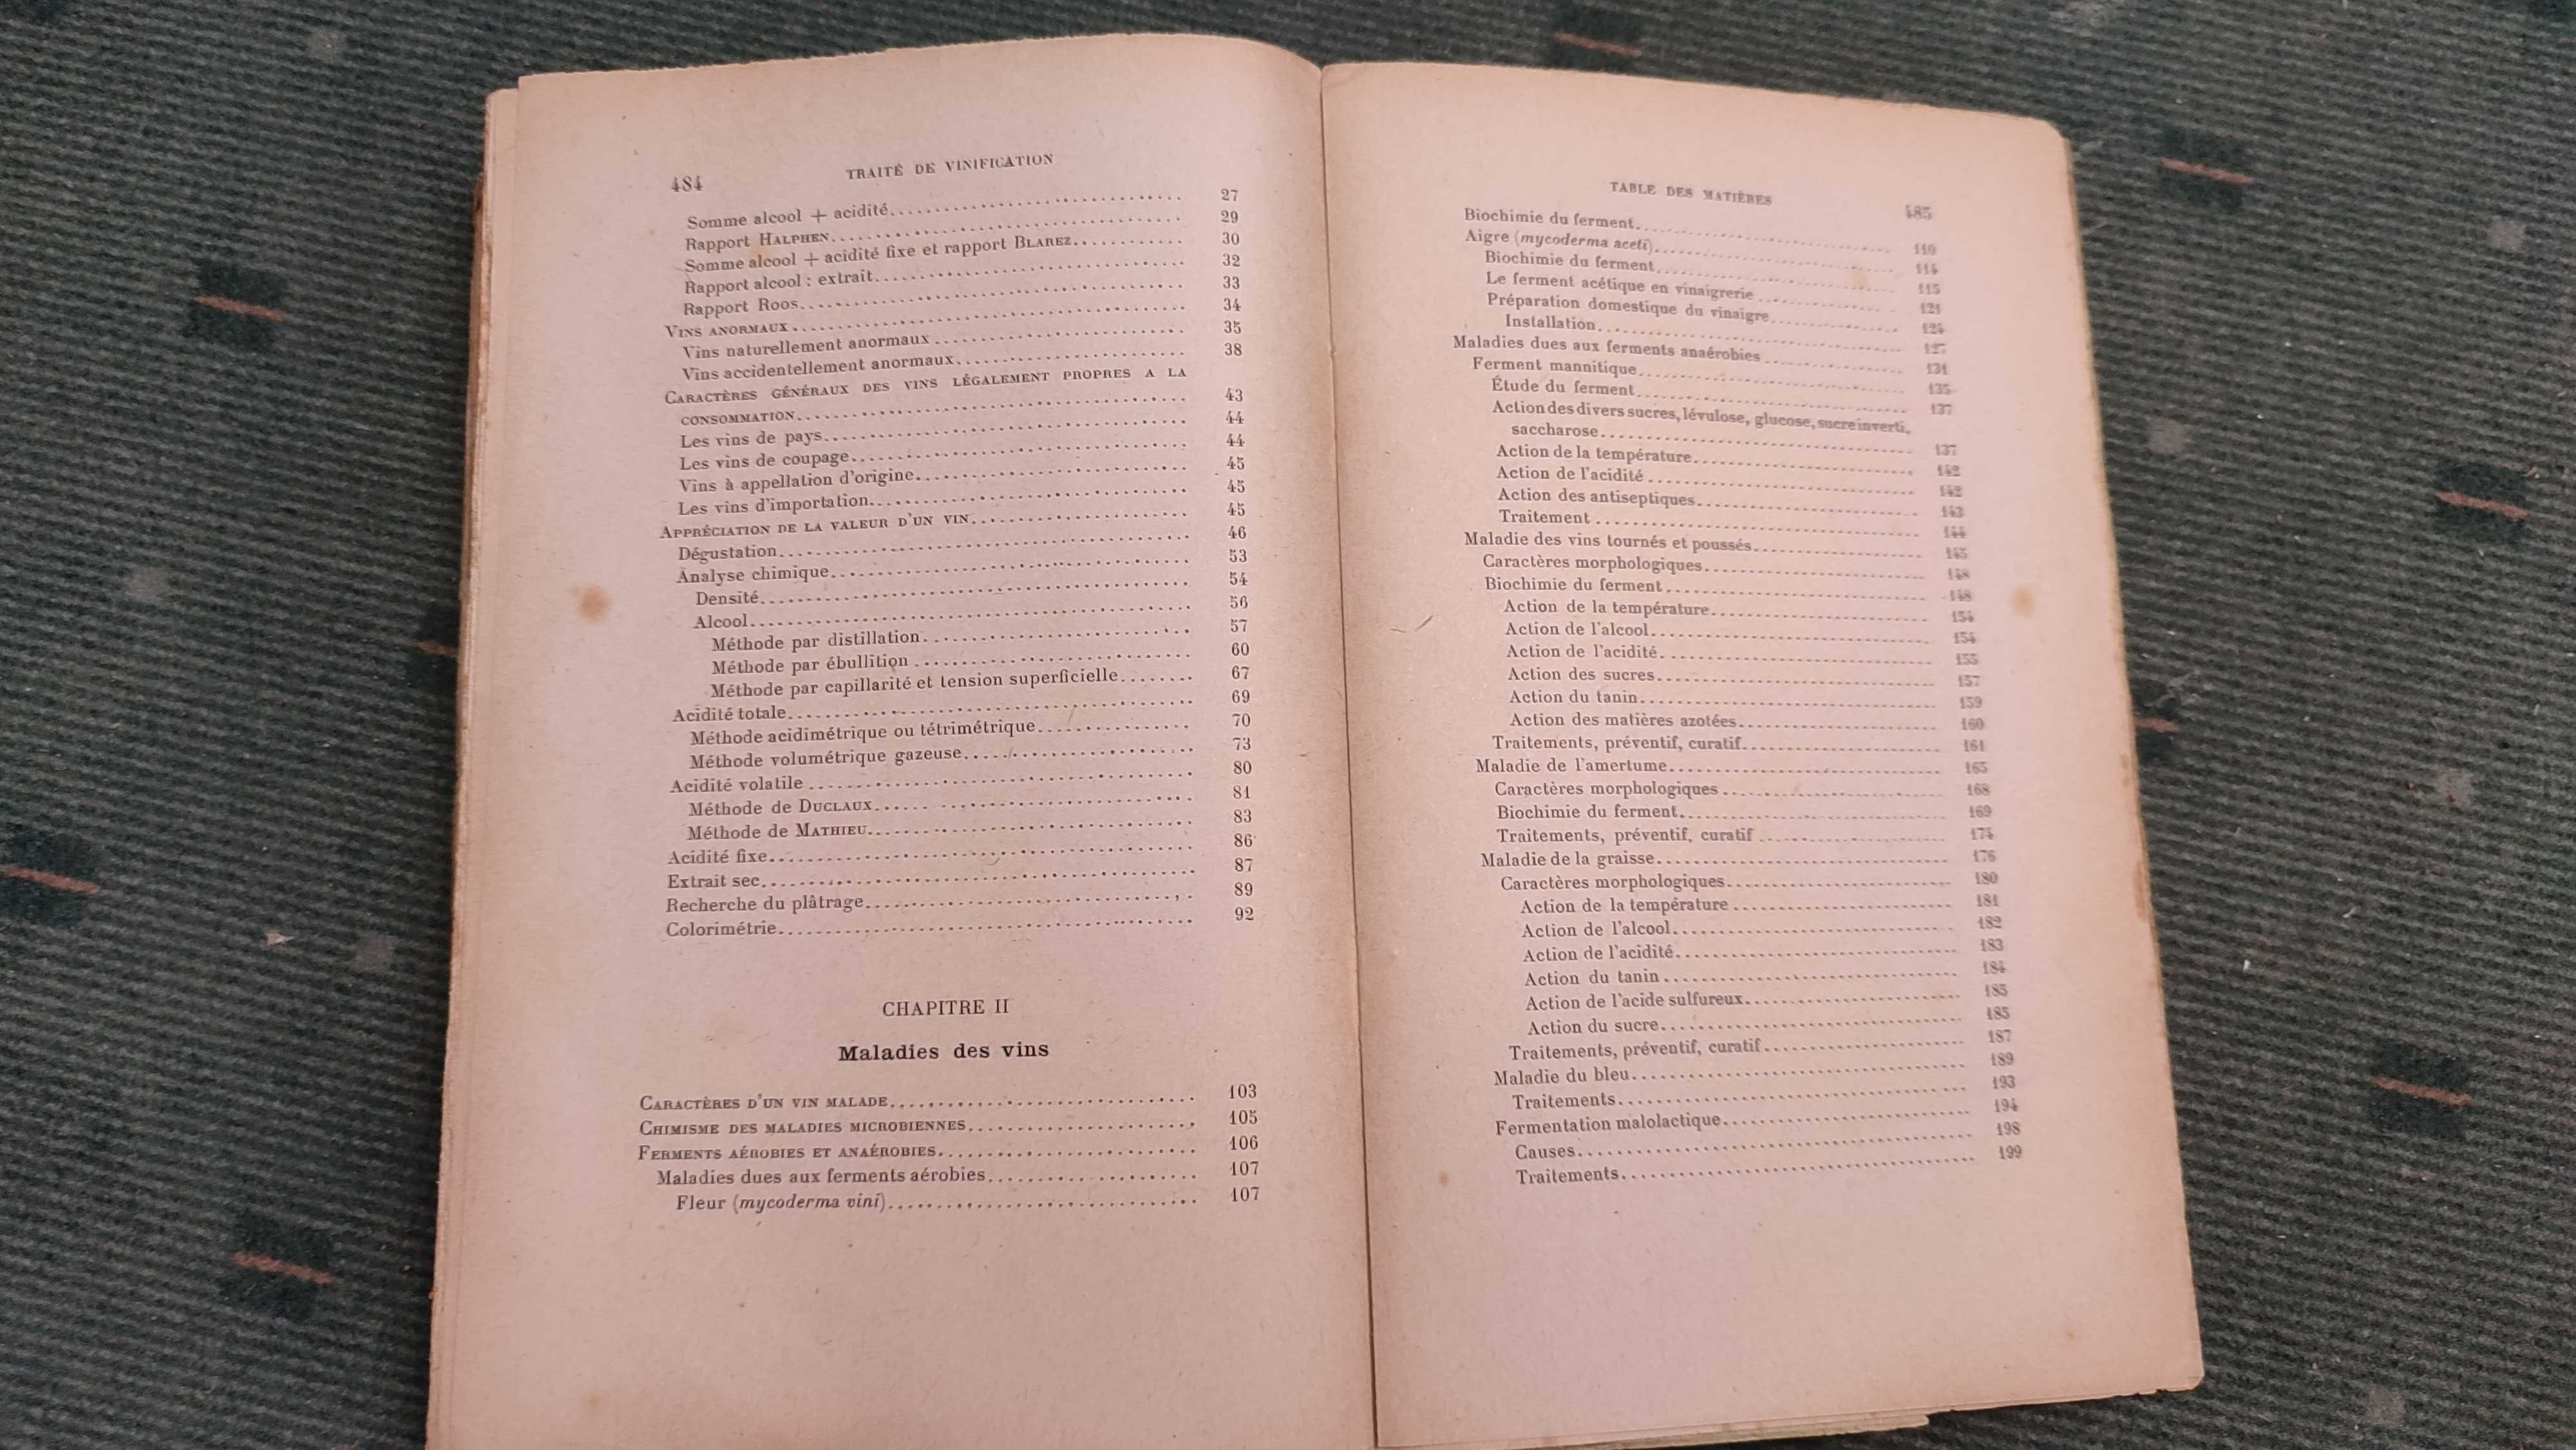 484
TRAITÉ DE VINIFICATION
Somme alcool + acidité........ 27
Rapport HALPHEN........ 29
Somme alcool + acidité fixe et rapport BLAREZ........ 30
Rapport alcool : extrait........ 32
Rapport Roos........ 33
VINS ANORMAUX........ 34
Vins naturellement anormaux........ 35
Vins accidentellement anormaux........ 38
CARACTÈRES GÉNÉRAUX DES VINS LÉGALEMENT PROPRES A LA
CONSOMMATION........ 43
Les vins de pays........ 44
Les vins de coupage........ 44
Vins à appellation d'origine........ 45
Les vins d'importation........ 45
APPRÉCIATION DE LA VALEUR D'UN VIN........ 45
Dégustation........ 46
Analyse chimique........ 53
Densité........ 54
Alcool........ 56
Méthode par distillation........ 57
Méthode par ébullition........ 60
Méthode par capillarité et tension superficielle........ 67
Acidité totale........ 69
Méthode acidimétrique ou tétrimétrique........ 70
Méthode volumétrique gazeuse........ 73
Acidité volatile........ 80
Méthode de DUCLAUX........ 81
Méthode de MATHIEU........ 83
Acidité fixe........ 86
Extrait sec........ 87
Recherche du plâtrage........ 89
Colorimétrie........ 92
CHAPITRE II
Maladies des vins
CARACTÈRES D'UN VIN MALADE........ 103
CHIMISME DES MALADIES MICROBIENNES........ 105
FERMENTS AÉROBIES ET ANAÉROBIES........ 106
Maladies dues aux ferments aérobies........ 107
Fleur (mycoderma vini)........ 107
TABLE DES MATIÈRES
485
Biochimie du ferment........ 110
Aigre (mycoderma aceti)........ 114
Biochimie du ferment........ 115
Le ferment acétique en vinaigrerie........ 121
Préparation domestique du vinaigre........
Installation........ 127
Maladies dues aux ferments anaérobies........ 131
Ferment mannitique........ 135
Étude du ferment........ 137
Action des divers sucres, lévulose, glucose, sucre inverti,
saccharose........ 137
Action de la température........ 142
Action de l'acidité........ 142
Action des antiseptiques........ 143
Traitement........ 144
Maladie des vins tournés et poussés........ 145
Caractères morphologiques........ 148
Biochimie du ferment........ 148
Action de la température........ 154
Action de l'alcool........ 154
Action de l'acidité........ 155
Action des sucres........ 157
Action du tanin........ 159
Action des matières azotées........ 160
Traitements, préventif, curatif........ 161
Maladie de l'amertume........ 165
Caractères morphologiques........ 168
Biochimie du ferment........ 169
Traitements, préventif, curatif........ 174
Maladie de la graisse........ 176
Caractères morphologiques........ 180
Action de la température........ 181
Action de l'alcool........ 182
Action de l'acidité........ 183
Action du tanin........ 184
Action de l'acide sulfureux........ 185
Action du sucre........ 185
Traitements, préventif, curatif........ 187
Maladie du bleu........ 189
Traitements........ 193
Fermentation malolactique........ 194
Causes........ 198
Traitements........ 199